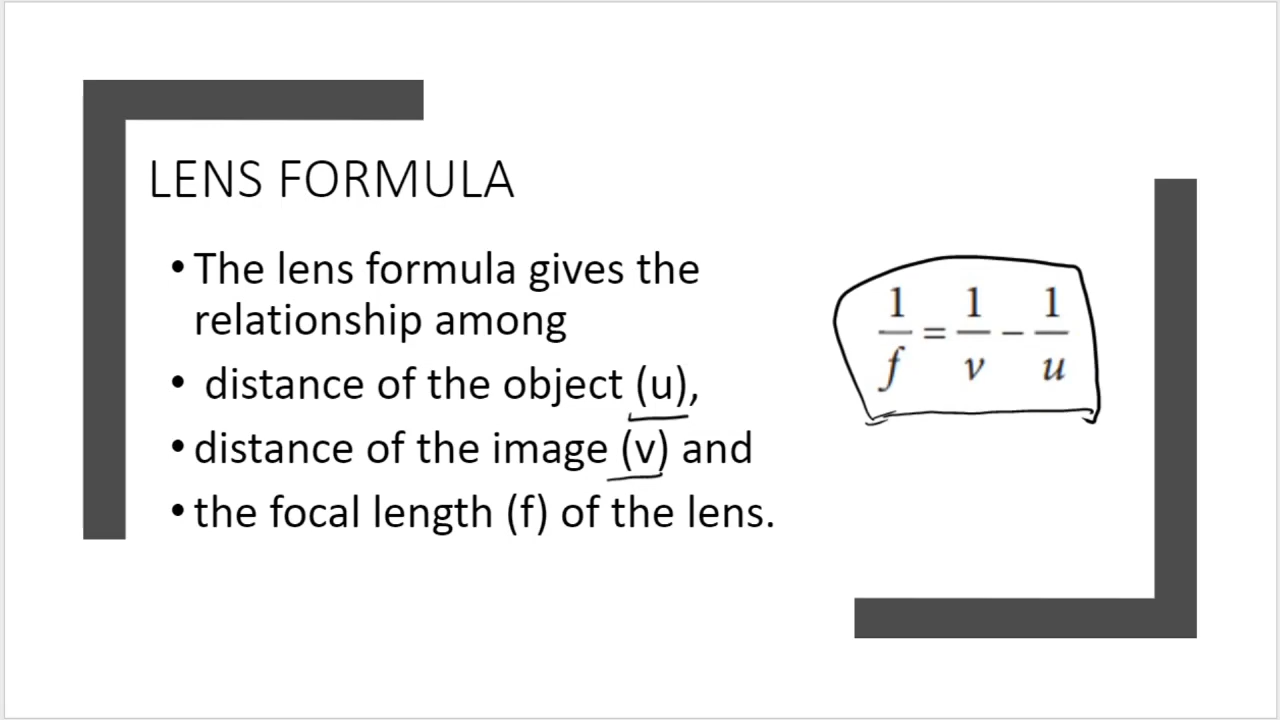 LENS FORMULA
• The lens formula gives the
relationship among
• distance of the object (u),
• distance of the image (v) and
• the focal length (f) of the lens.
1/f = 1/v − 1/u